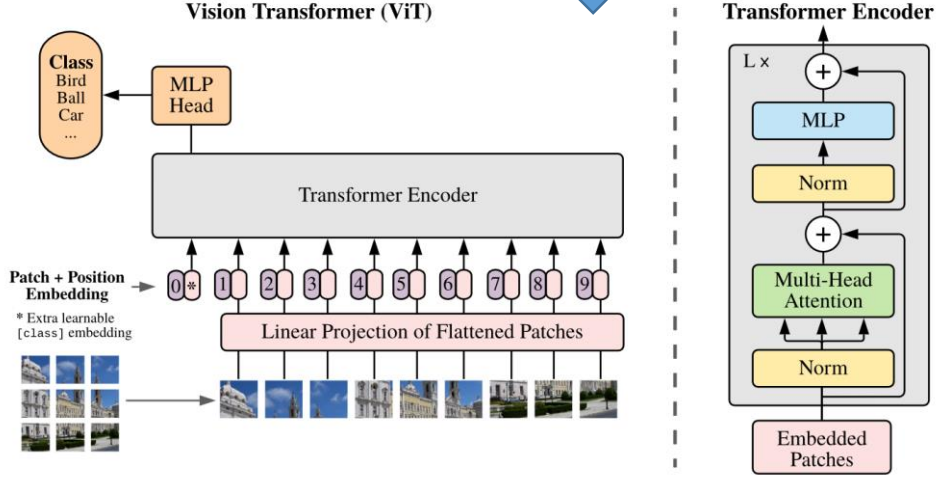 Vision Transformer (ViT)
Class
Bird
Ball
Car
...
MLP
Head
Transformer Encoder
Patch + Position
Embedding
0 * 1 2 3 4 5 6 7 8 9
* Extra learnable
[class] embedding
Linear Projection of Flattened Patches
Transformer Encoder
L ×
+
MLP
Norm
+
Multi-Head
Attention
Norm
Embedded
Patches